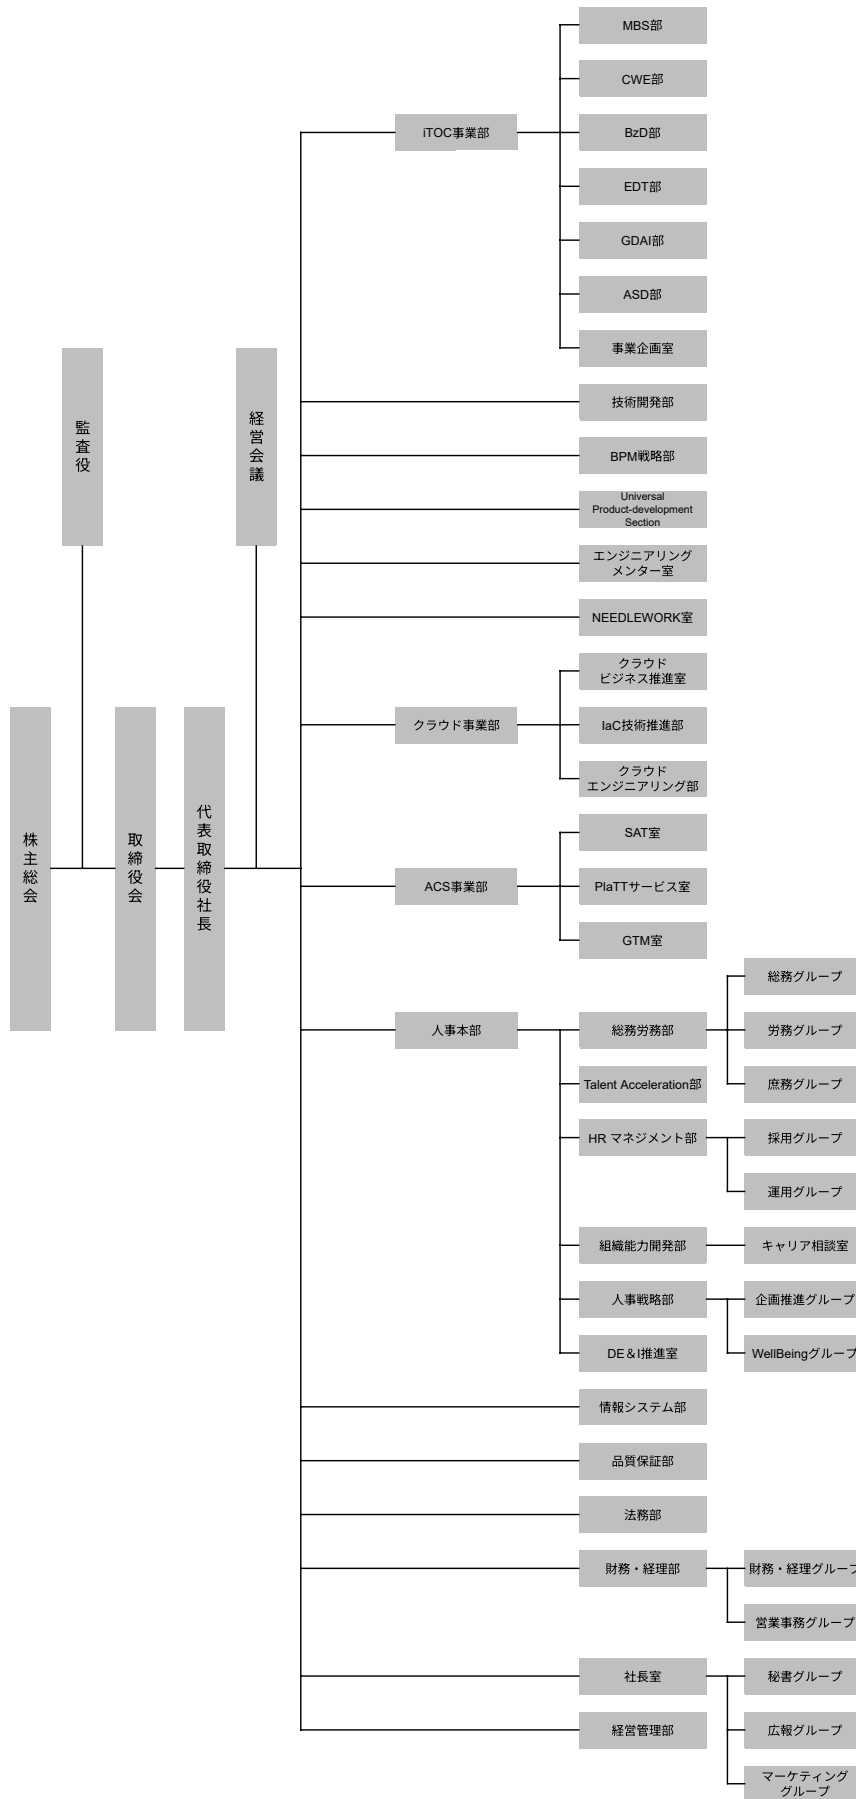 株主総会
監査役
取締役会
代表取締役社長
経営会議
iTOC事業部
MBS部
CWE部
BzD部
EDT部
GDAI部
ASD部
事業企画室
技術開発部
BPM戦略部
Universal
Product-development
Section
エンジニアリング
メンター室
NEEDLEWORK室
クラウド事業部
クラウド
ビジネス推進室
IaC技術推進部
クラウド
エンジニアリング部
ACS事業部
SAT室
PlaTTサービス室
GTM室
人事本部
総務労務部
総務グループ
労務グループ
庶務グループ
Talent Acceleration部
HR マネジメント部
採用グループ
運用グループ
組織能力開発部
キャリア相談室
人事戦略部
企画推進グループ
WellBeingグループ
DE&I推進室
情報システム部
品質保証部
法務部
財務・経理部
財務・経理グループ
営業事務グループ
社長室
秘書グループ
広報グループ
マーケティング
グループ
経営管理部